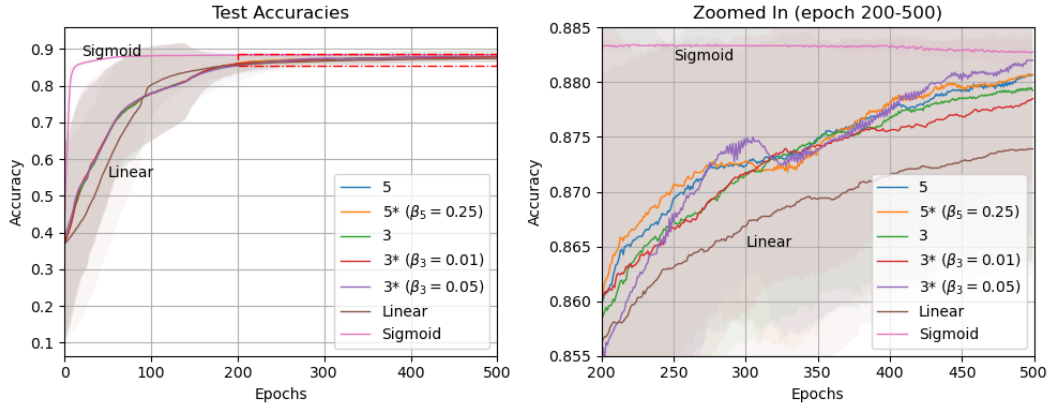 Test Accuracies
0.9
0.8
0.7
0.6
0.5
0.4
0.3
0.2
0.1
Accuracy
0
100
200
300
400
500
Epochs
Sigmoid
Linear
5
5* (β₅ = 0.25)
3
3* (β₃ = 0.01)
3* (β₃ = 0.05)
Linear
Sigmoid
Zoomed In (epoch 200-500)
0.885
0.880
0.875
0.870
0.865
0.860
0.855
Accuracy
200
250
300
350
400
450
500
Epochs
Sigmoid
Linear
5
5* (β₅ = 0.25)
3
3* (β₃ = 0.01)
3* (β₃ = 0.05)
Linear
Sigmoid